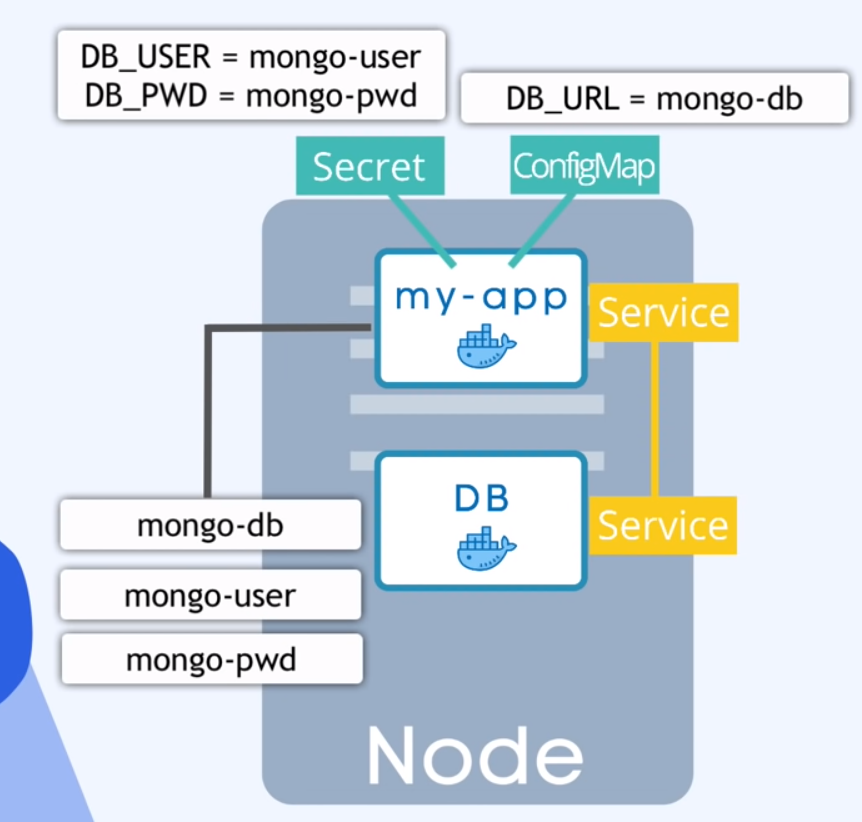 DB_USER = mongo-user
DB_PWD = mongo-pwd
DB_URL = mongo-db
Secret
ConfigMap
my-app
Service
DB
Service
mongo-db
mongo-user
mongo-pwd
Node